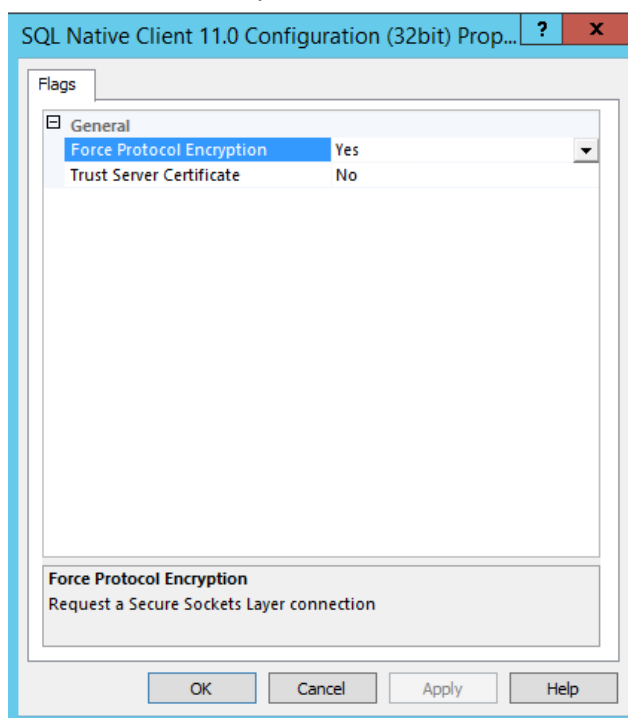 SQL Native Client 11.0 Configuration (32bit) Prop... ? x
Flags
General
Force Protocol Encryption Yes
Trust Server Certificate No
Force Protocol Encryption
Request a Secure Sockets Layer connection
OK Cancel Apply Help